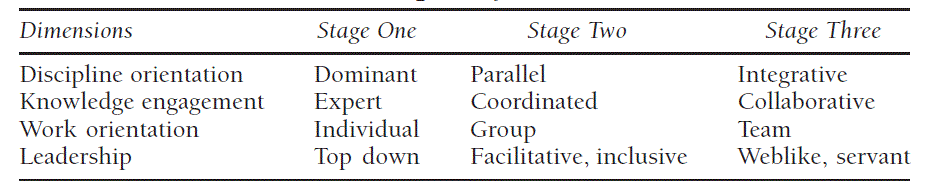 Dimensions Stage One Stage Two Stage Three
Discipline orientation Dominant Parallel Integrative
Knowledge engagement Expert Coordinated Collaborative
Work orientation Individual Group Team
Leadership Top down Facilitative, inclusive Weblike, servant